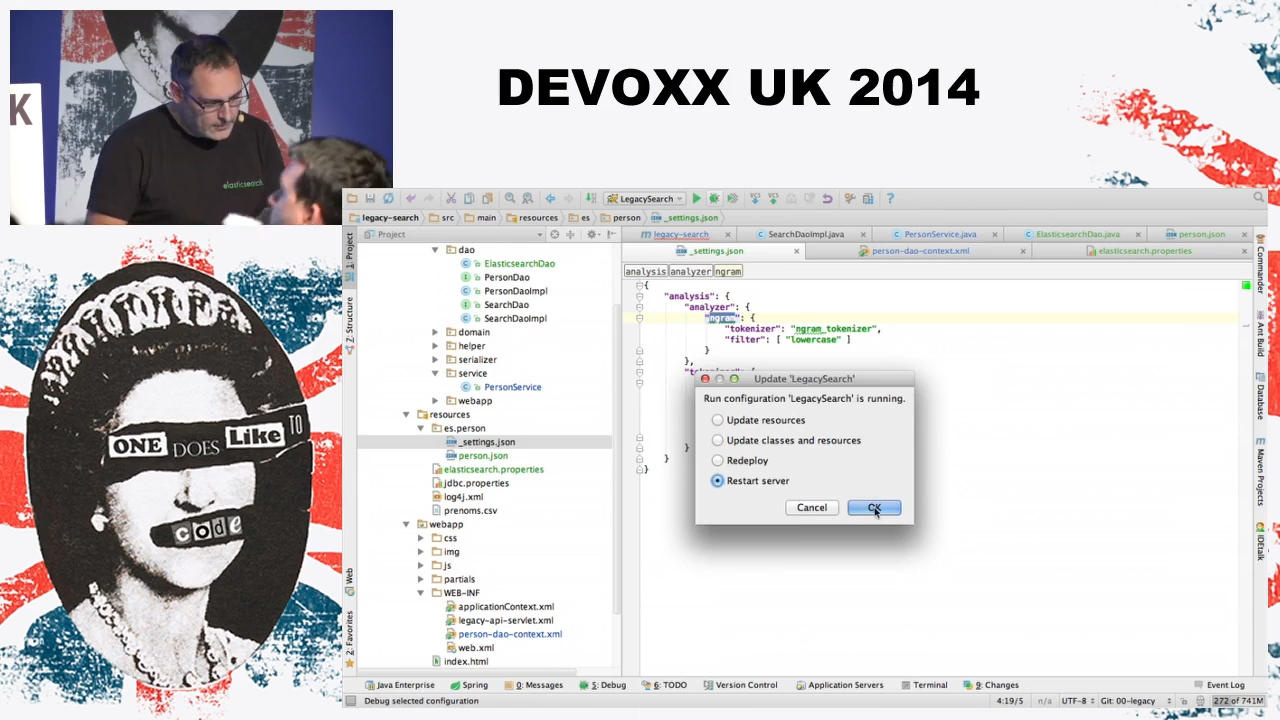 DEVOXX UK 2014
K
elasticsearch
LegacySearch
legacy-search
src
main
resources
es
person
_settings.json
Project
legacy-search
SearchDaoImpl.java
PersonService.java
ElasticsearchDao.java
person.json
_settings.json
person-dao-context.xml
elasticsearch.properties
analysis analyzer ngram
1: Project
Z: Structure
Web
2: Favorites
dao
ElasticsearchDao
PersonDao
PersonDaoImpl
SearchDao
SearchDaoImpl
domain
helper
serializer
service
PersonService
webapp
resources
es.person
_settings.json
person.json
elasticsearch.properties
jdbc.properties
log4j.xml
prenoms.csv
webapp
css
img
js
partials
WEB-INF
applicationContext.xml
legacy-api-servlet.xml
person-dao-context.xml
web.xml
index.html
{
"analysis": {
"analyzer": {
"ngram": {
"tokenizer": "ngram_tokenizer",
"filter": [ "lowercase" ]
}
},
}
}
}
Update 'LegacySearch'
Run configuration 'LegacySearch' is running.
Update resources
Update classes and resources
Redeploy
Restart server
Cancel
OK
Commander
Ant Build
Database
Maven Projects
IDEtalk
Java Enterprise
Spring
0: Messages
5: Debug
6: TODO
Version Control
Application Servers
Terminal
9: Changes
Event Log
Debug selected configuration
4:19/5
n/a
UTF-8
Git: 00-legacy
272 of 741M
ONE DOES Like TO
code